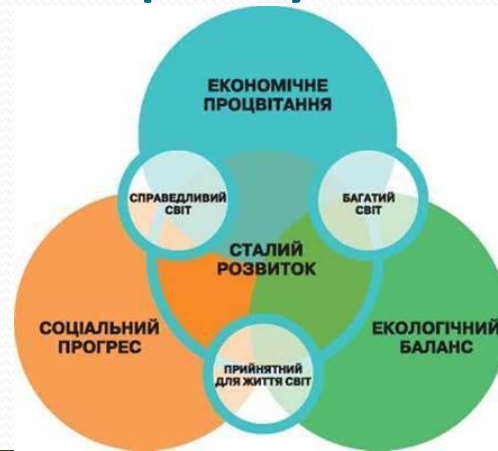 ЕКОНОМІЧНЕ
ПРОЦВІТАННЯ
СПРАВЕДЛИВИЙ
СВІТ
БАГАТИЙ
СВІТ
СТАЛИЙ
РОЗВИТОК
СОЦІАЛЬНИЙ
ПРОГРЕС
ЕКОЛОГІЧНИЙ
БАЛАНС
ПРИЙНЯТНИЙ
ДЛЯ ЖИТТЯ СВІТ